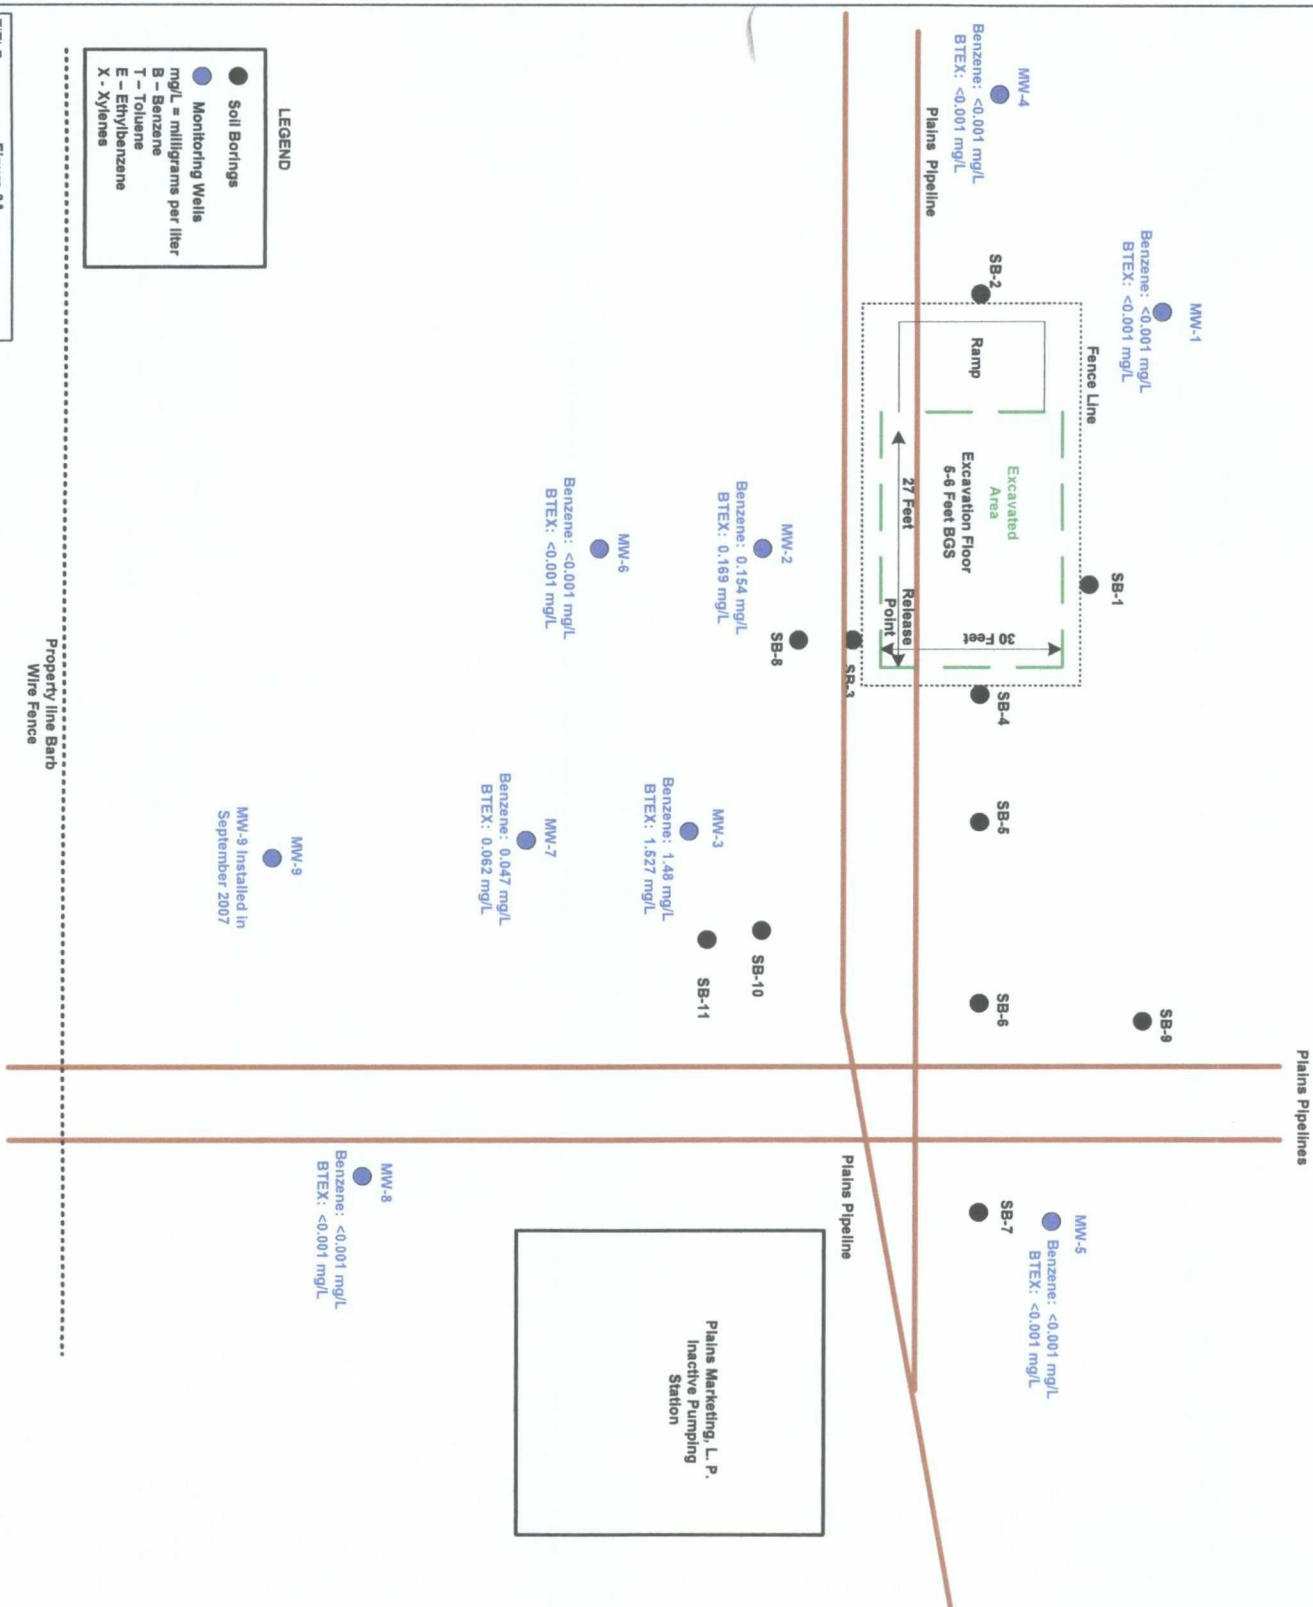 Plains Pipelines
MW-1
Benzene: <0.001 mg/L
BTEX: <0.001 mg/L
Fence Line
SB-1
SB-9
MW-4
Benzene: <0.001 mg/L
BTEX: <0.001 mg/L
SB-2
Ramp
Excavated
Area
Excavation Floor
5-6 Feet BGS
30 Feet
27 Feet
Release
Point
SB-4
SB-5
SB-6
SB-7
MW-5
Benzene: <0.001 mg/L
BTEX: <0.001 mg/L
Plains Pipeline
SB-3
Plains Pipeline
MW-2
Benzene: 0.154 mg/L
BTEX: 0.169 mg/L
SB-8
SB-10
SB-11
MW-3
Benzene: 1.48 mg/L
BTEX: 1.527 mg/L
Plains Marketing, L. P.
Inactive Pumping
Station
MW-6
Benzene: <0.001 mg/L
BTEX: <0.001 mg/L
MW-7
Benzene: 0.047 mg/L
BTEX: 0.062 mg/L
MW-8
Benzene: <0.001 mg/L
BTEX: <0.001 mg/L
MW-9
MW-9 Installed in
September 2007
LEGEND
Soil Borings
Monitoring Wells
mg/L = milligrams per liter
B – Benzene
T – Toluene
E – Ethylbenzene
X - Xylenes
Property line Barb
Wire Fence